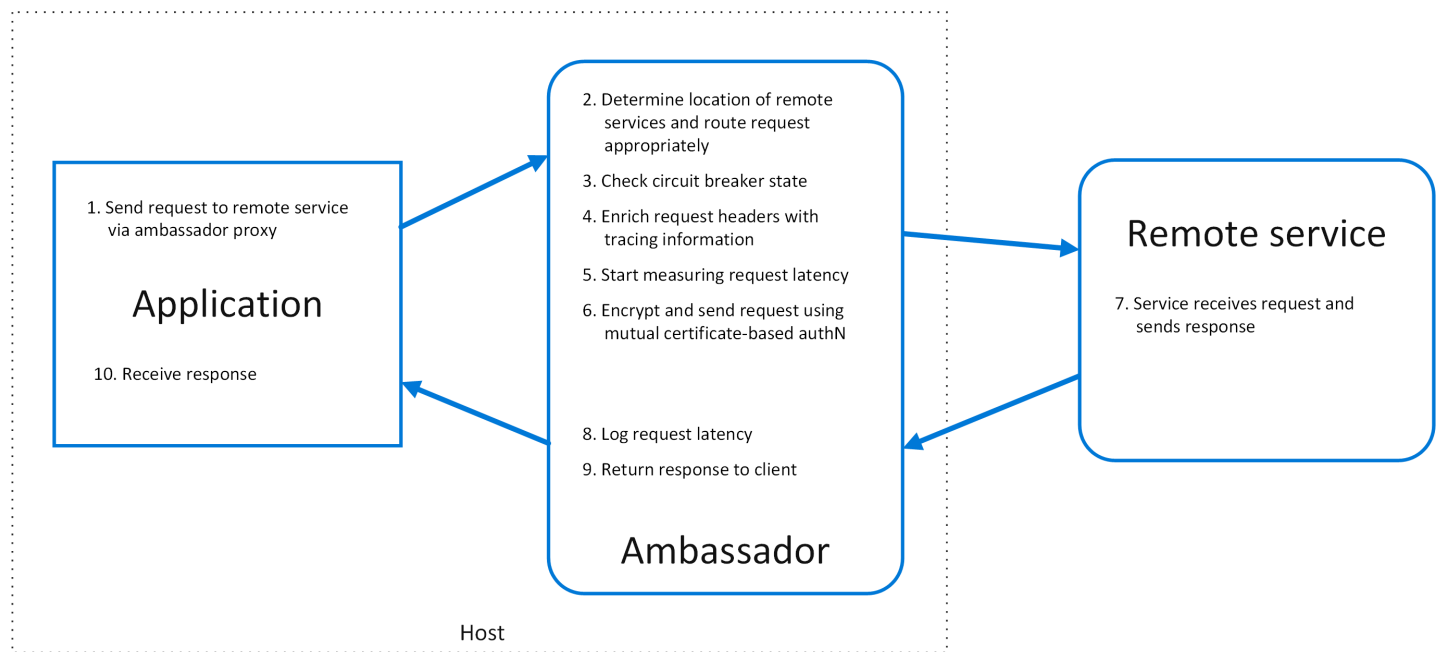 1. Send request to remote service
via ambassador proxy
Application
10. Receive response
2. Determine location of remote
services and route request
appropriately
3. Check circuit breaker state
4. Enrich request headers with
tracing information
5. Start measuring request latency
6. Encrypt and send request using
mutual certificate-based authN
8. Log request latency
9. Return response to client
Ambassador
Remote service
7. Service receives request and
sends response
Host